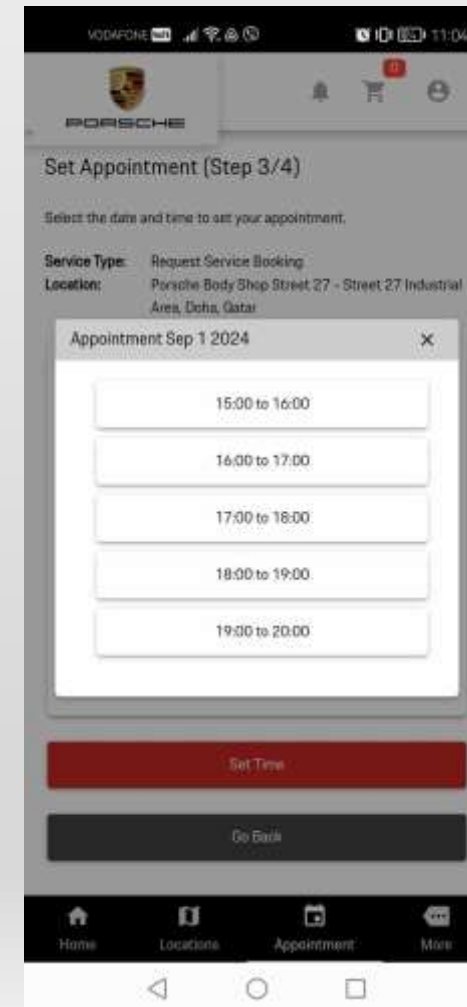 VODAFONE 11:04
0
PORSCHE
Set Appointment (Step 3/4)
Select the date and time to set your appointment.
Service Type: Request Service Booking
Location: Porsche Body Shop Street 27 - Street 27 Industrial
Area, Doha, Qatar
Appointment Sep 1 2024 ×
15:00 to 16:00
16:00 to 17:00
17:00 to 18:00
18:00 to 19:00
19:00 to 20:00
Set Time
Go Back
Home Locations Appointment More